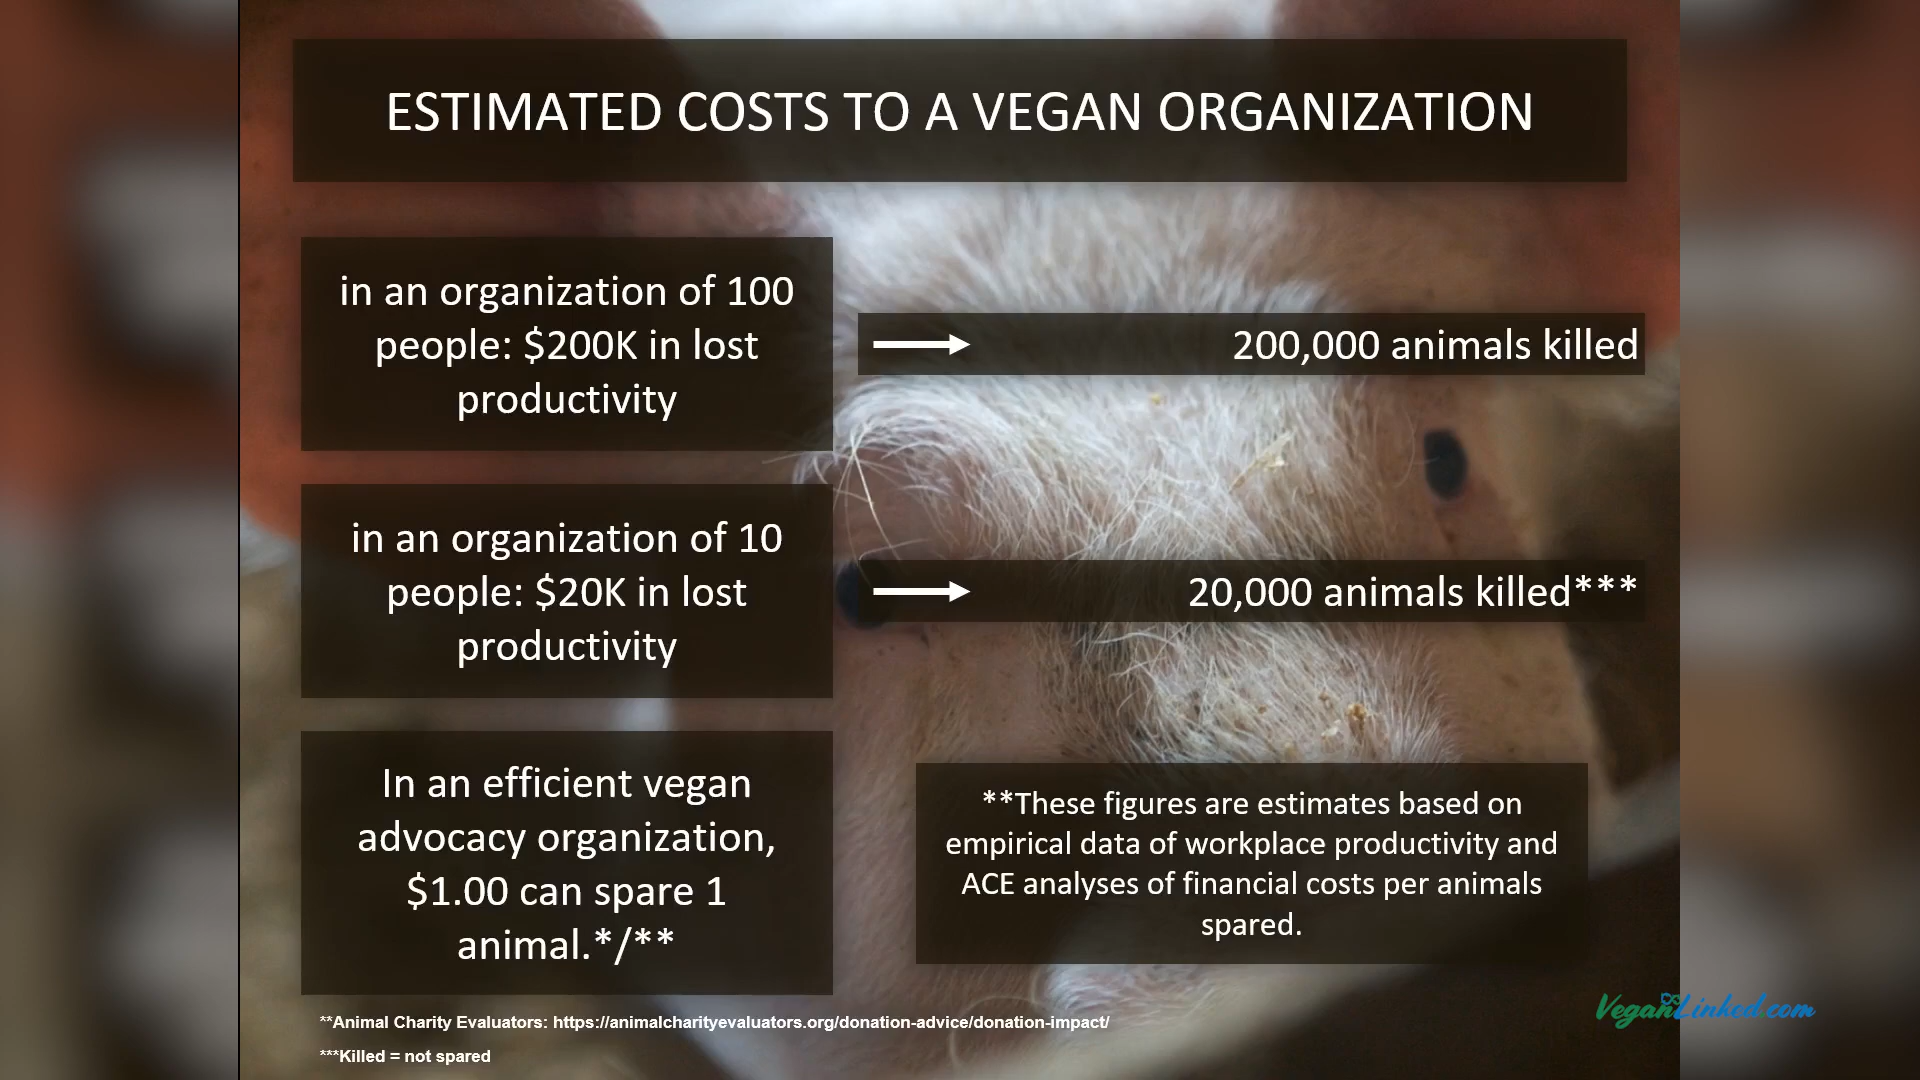 ESTIMATED COSTS TO A VEGAN ORGANIZATION
in an organization of 100
people: $200K in lost
productivity
200,000 animals killed
in an organization of 10
people: $20K in lost
productivity
20,000 animals killed***
In an efficient vegan
advocacy organization,
$1.00 can spare 1
animal.*/**
**These figures are estimates based on
empirical data of workplace productivity and
ACE analyses of financial costs per animals
spared.
**Animal Charity Evaluators: https://animalcharityevaluators.org/donation-advice/donation-impact/
***Killed = not spared
VeganLinked.com